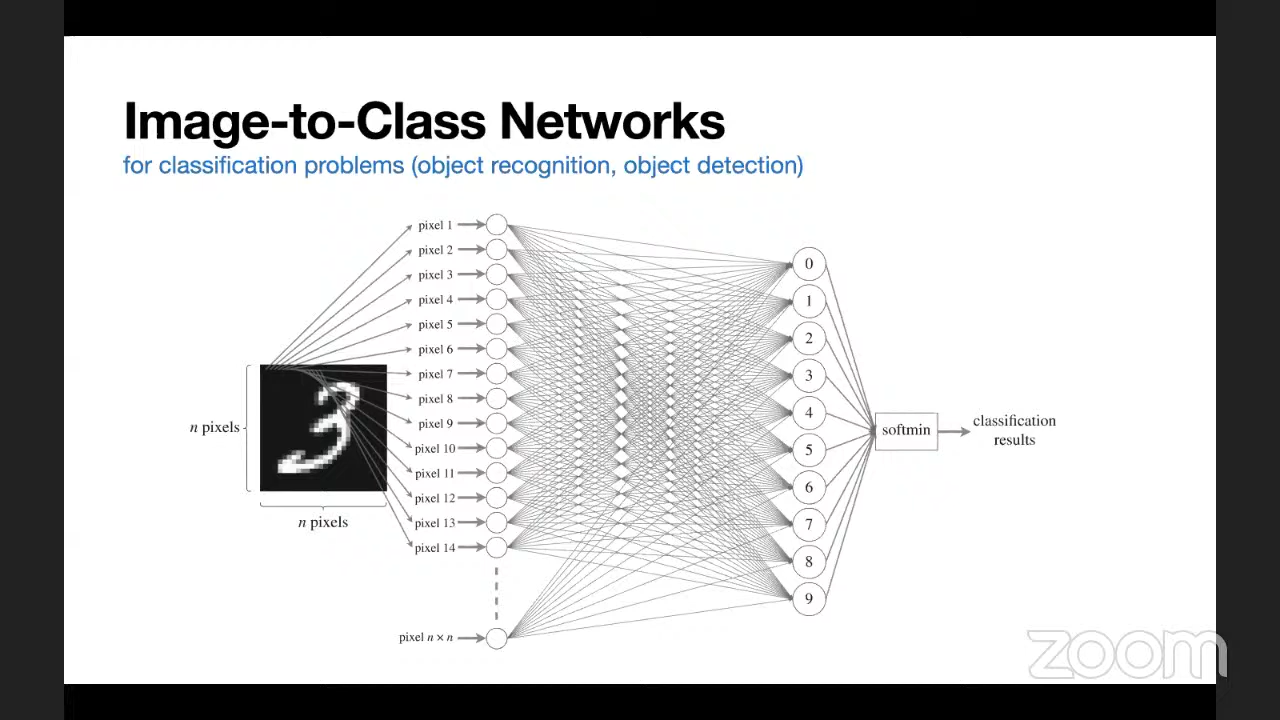 Image-to-Class Networks
for classification problems (object recognition, object detection)
pixel 1
pixel 2
pixel 3
pixel 4
pixel 5
pixel 6
pixel 7
pixel 8
pixel 9
pixel 10
pixel 11
pixel 12
pixel 13
pixel 14
pixel n × n
n pixels
n pixels
0
1
2
3
4
5
6
7
8
9
softmin
classification
results
3
zoom